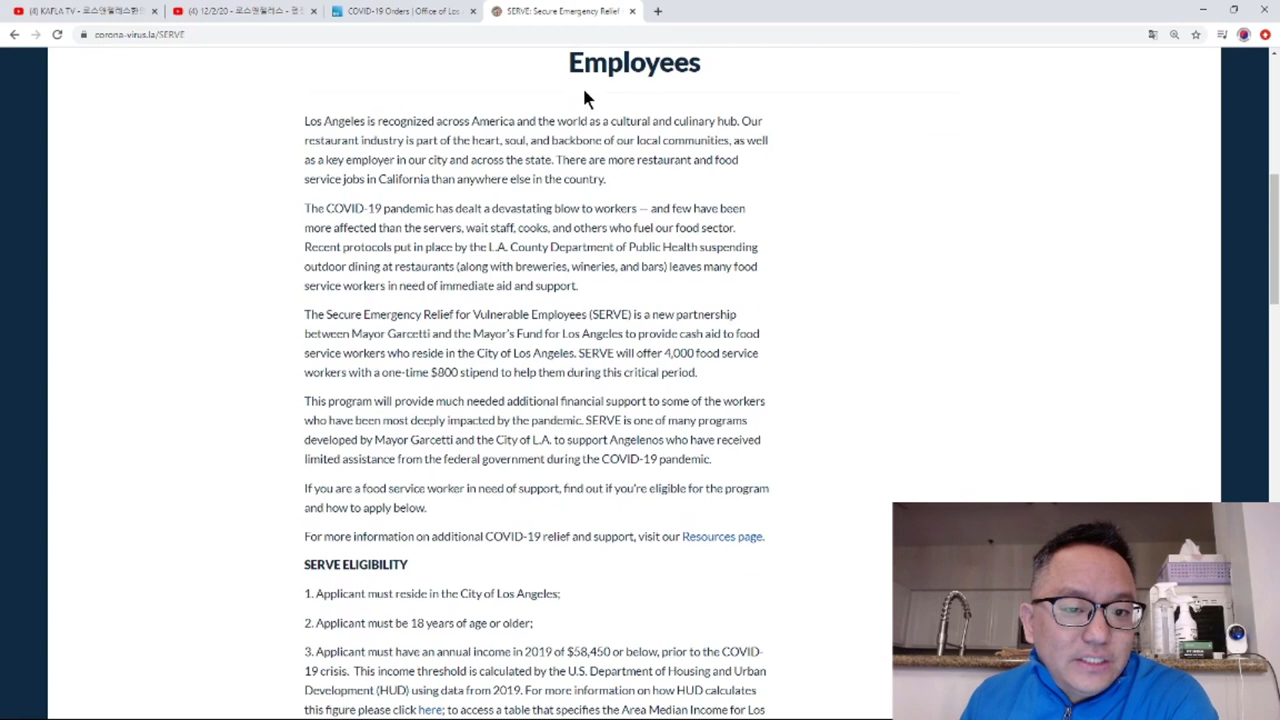 (4) KAFLA TV - 로스앤젤레스한인
(4) 12/2/20 - 로스앤젤레스 -
COVID-19 Orders | Office of Los
SERVE: Secure Emergency Relief
corona-virus.la/SERVE
Employees
Los Angeles is recognized across America and the world as a cultural and culinary hub. Our
restaurant industry is part of the heart, soul, and backbone of our local communities, as well
as a key employer in our city and across the state. There are more restaurant and food
service jobs in California than anywhere else in the country.
The COVID-19 pandemic has dealt a devastating blow to workers — and few have been
more affected than the servers, wait staff, cooks, and others who fuel our food sector.
Recent protocols put in place by the L.A. County Department of Public Health suspending
outdoor dining at restaurants (along with breweries, wineries, and bars) leaves many food
service workers in need of immediate aid and support.
The Secure Emergency Relief for Vulnerable Employees (SERVE) is a new partnership
between Mayor Garcetti and the Mayor's Fund for Los Angeles to provide cash aid to food
service workers who reside in the City of Los Angeles. SERVE will offer 4,000 food service
workers with a one-time $800 stipend to help them during this critical period.
This program will provide much needed additional financial support to some of the workers
who have been most deeply impacted by the pandemic. SERVE is one of many programs
developed by Mayor Garcetti and the City of L.A. to support Angelenos who have received
limited assistance from the federal government during the COVID-19 pandemic.
If you are a food service worker in need of support, find out if you're eligible for the program
and how to apply below.
For more information on additional COVID-19 relief and support, visit our Resources page.
SERVE ELIGIBILITY
1. Applicant must reside in the City of Los Angeles;
2. Applicant must be 18 years of age or older;
3. Applicant must have an annual income in 2019 of $58,450 or below, prior to the COVID-
19 crisis. This income threshold is calculated by the U.S. Department of Housing and Urban
Development (HUD) using data from 2019. For more information on how HUD calculates
this figure please click here; to access a table that specifies the Area Median Income for Los